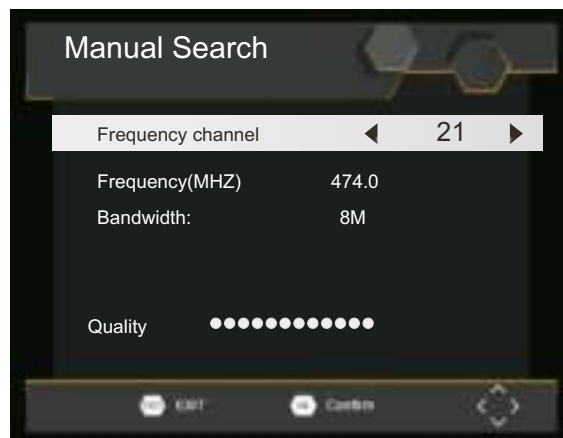 Manual Search
Frequency channel 21
Frequency(MHZ) 474.0
Bandwidth: 8M
Quality
EXIT Confirm